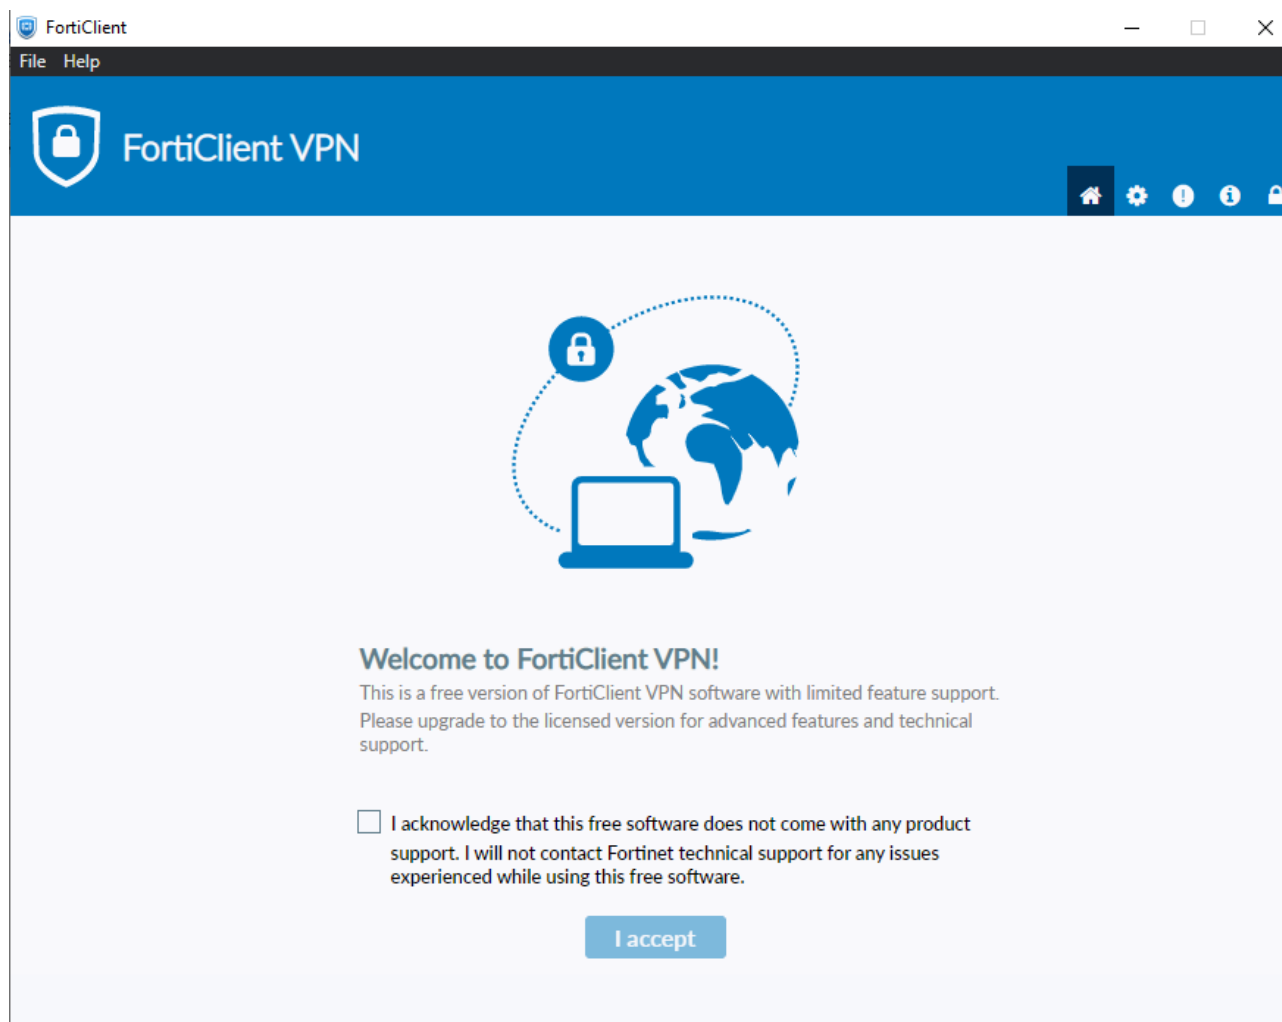 FortiClient
File Help
FortiClient VPN
Welcome to FortiClient VPN!
This is a free version of FortiClient VPN software with limited feature support.
Please upgrade to the licensed version for advanced features and technical
support.
I acknowledge that this free software does not come with any product
support. I will not contact Fortinet technical support for any issues
experienced while using this free software.
I accept